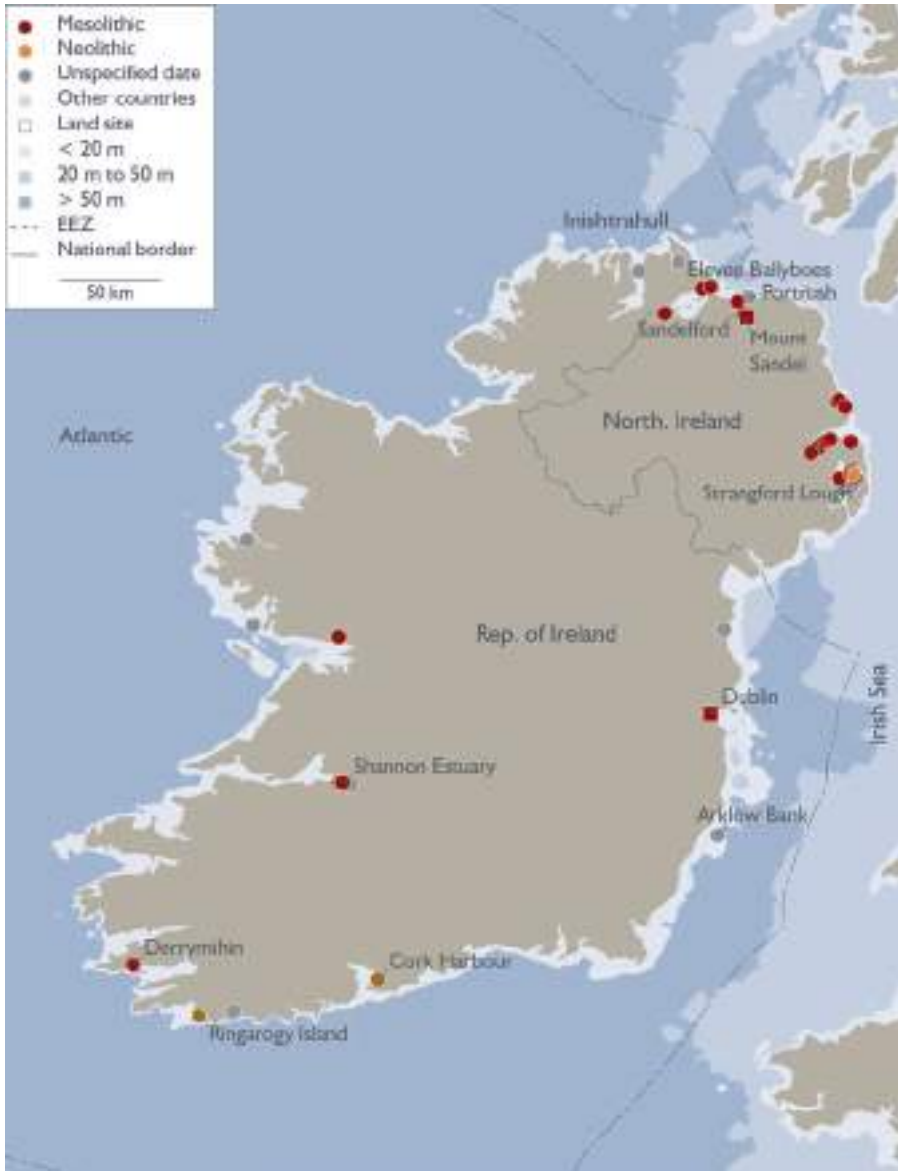 Mesolithic
Neolithic
Unspecified date
Other countries
Land site
< 20 m
20 m to 50 m
> 50 m
EEZ
National border
50 km
Inishtrahull
Eleven Ballyboes
Portrush
Sandelford
Mount
Sandel
Atlantic
North. Ireland
Strangford Lough
Rep. of Ireland
Dublin
Irish Sea
Shannon Estuary
Arklow Bank
Derrymihin
Cork Harbour
Ringarogy Island